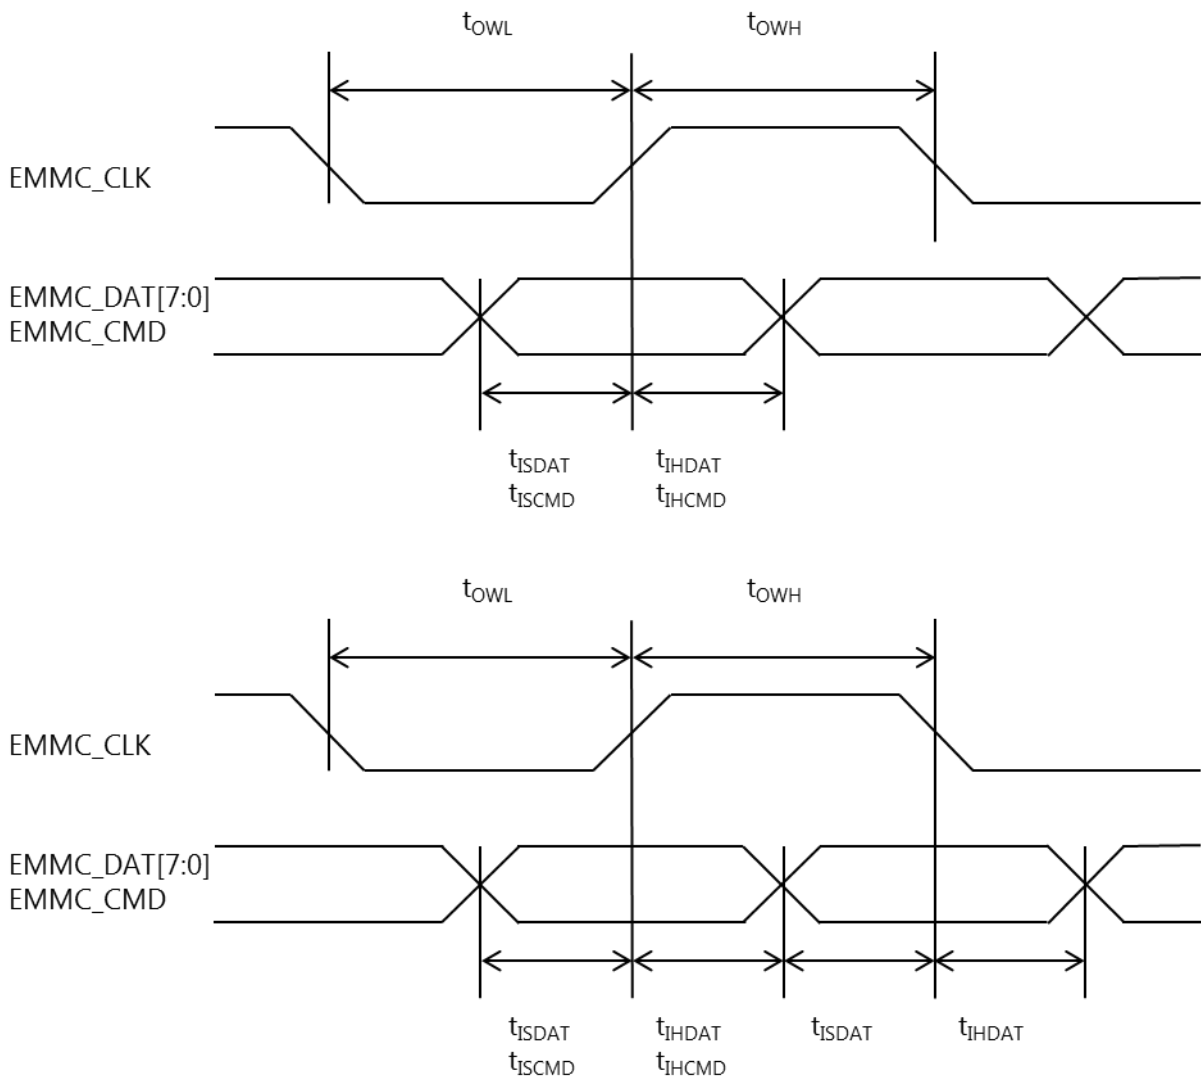 tOWL tOWH
EMMC_CLK
EMMC_DAT[7:0]
EMMC_CMD
tISDAT tIHDAT
tISCMD tIHCMD
tOWL tOWH
EMMC_CLK
EMMC_DAT[7:0]
EMMC_CMD
tISDAT tIHDAT tISDAT tIHDAT
tISCMD tIHCMD